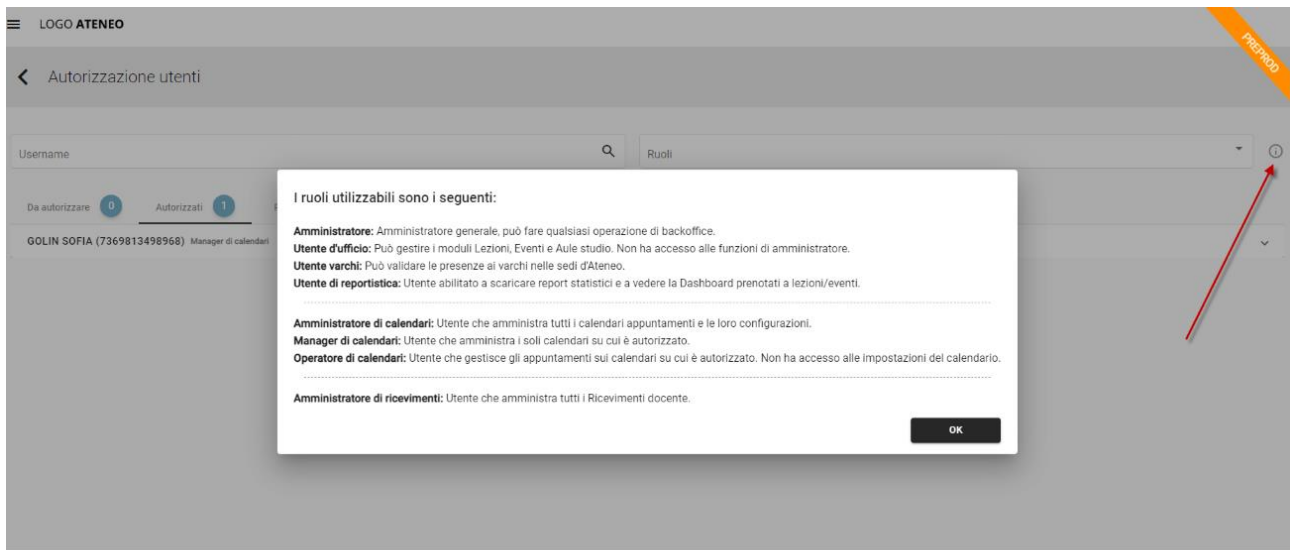 LOGO ATENEO
PREPROD
Autorizzazione utenti
Username
Ruoli
Da autorizzare 0 Autorizzati 1
GOLIN SOFIA (7369813498968) Manager di calendari
I ruoli utilizzabili sono i seguenti:
Amministratore: Amministratore generale, può fare qualsiasi operazione di backoffice.
Utente d'ufficio: Può gestire i moduli Lezioni, Eventi e Aule studio. Non ha accesso alle funzioni di amministratore.
Utente varchi: Può validare le presenze ai varchi nelle sedi d'Ateneo.
Utente di reportistica: Utente abilitato a scaricare report statistici e a vedere la Dashboard prenotati a lezioni/eventi.
Amministratore di calendari: Utente che amministra tutti i calendari appuntamenti e le loro configurazioni.
Manager di calendari: Utente che amministra i soli calendari su cui è autorizzato.
Operatore di calendari: Utente che gestisce gli appuntamenti sui calendari su cui è autorizzato. Non ha accesso alle impostazioni del calendario.
Amministratore di ricevimenti: Utente che amministra tutti i Ricevimenti docente.
OK